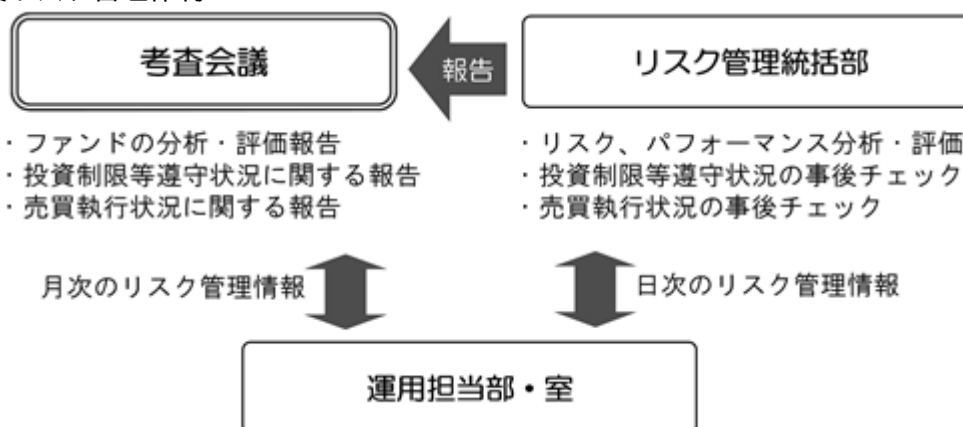 考査会議
報告
リスク管理統括部
・ファンドの分析・評価報告
・投資制限等遵守状況に関する報告
・売買執行状況に関する報告
・リスク、パフォーマンス分析・評価
・投資制限等遵守状況の事後チェック
・売買執行状況の事後チェック
月次のリスク管理情報
日次のリスク管理情報
運用担当部・室